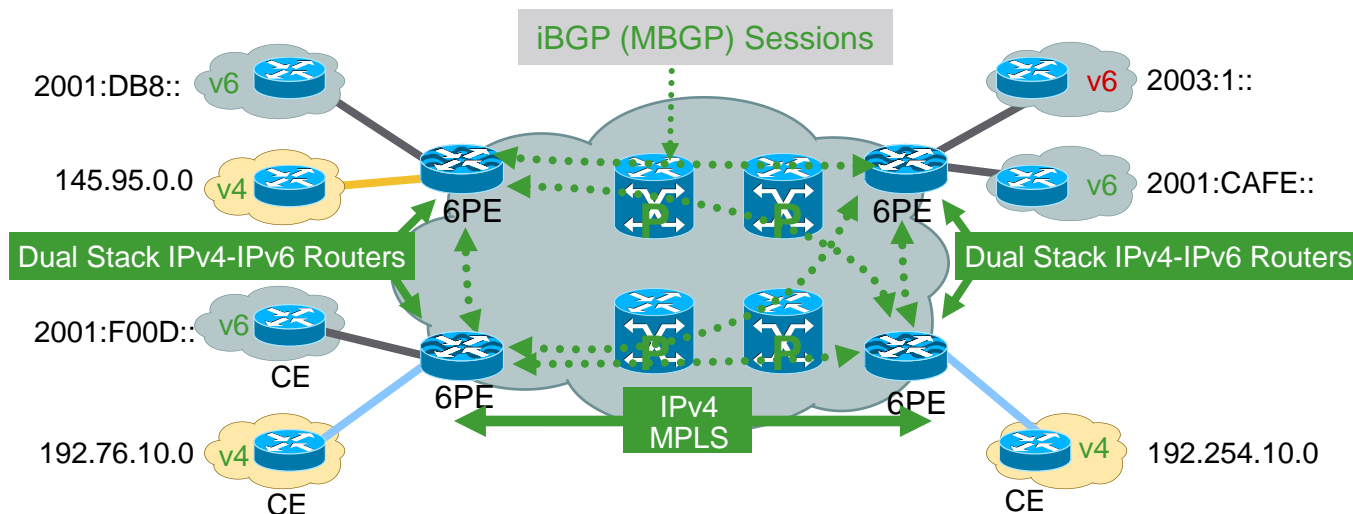 iBGP (MBGP) Sessions
2001:DB8::
v6
v6
2003:1::
145.95.0.0
v4
v6
2001:CAFE::
6PE
P
P
6PE
Dual Stack IPv4-IPv6 Routers
Dual Stack IPv4-IPv6 Routers
2001:F00D::
v6
CE
P
P
6PE
6PE
IPv4
MPLS
192.76.10.0
v4
CE
v4
192.254.10.0
CE